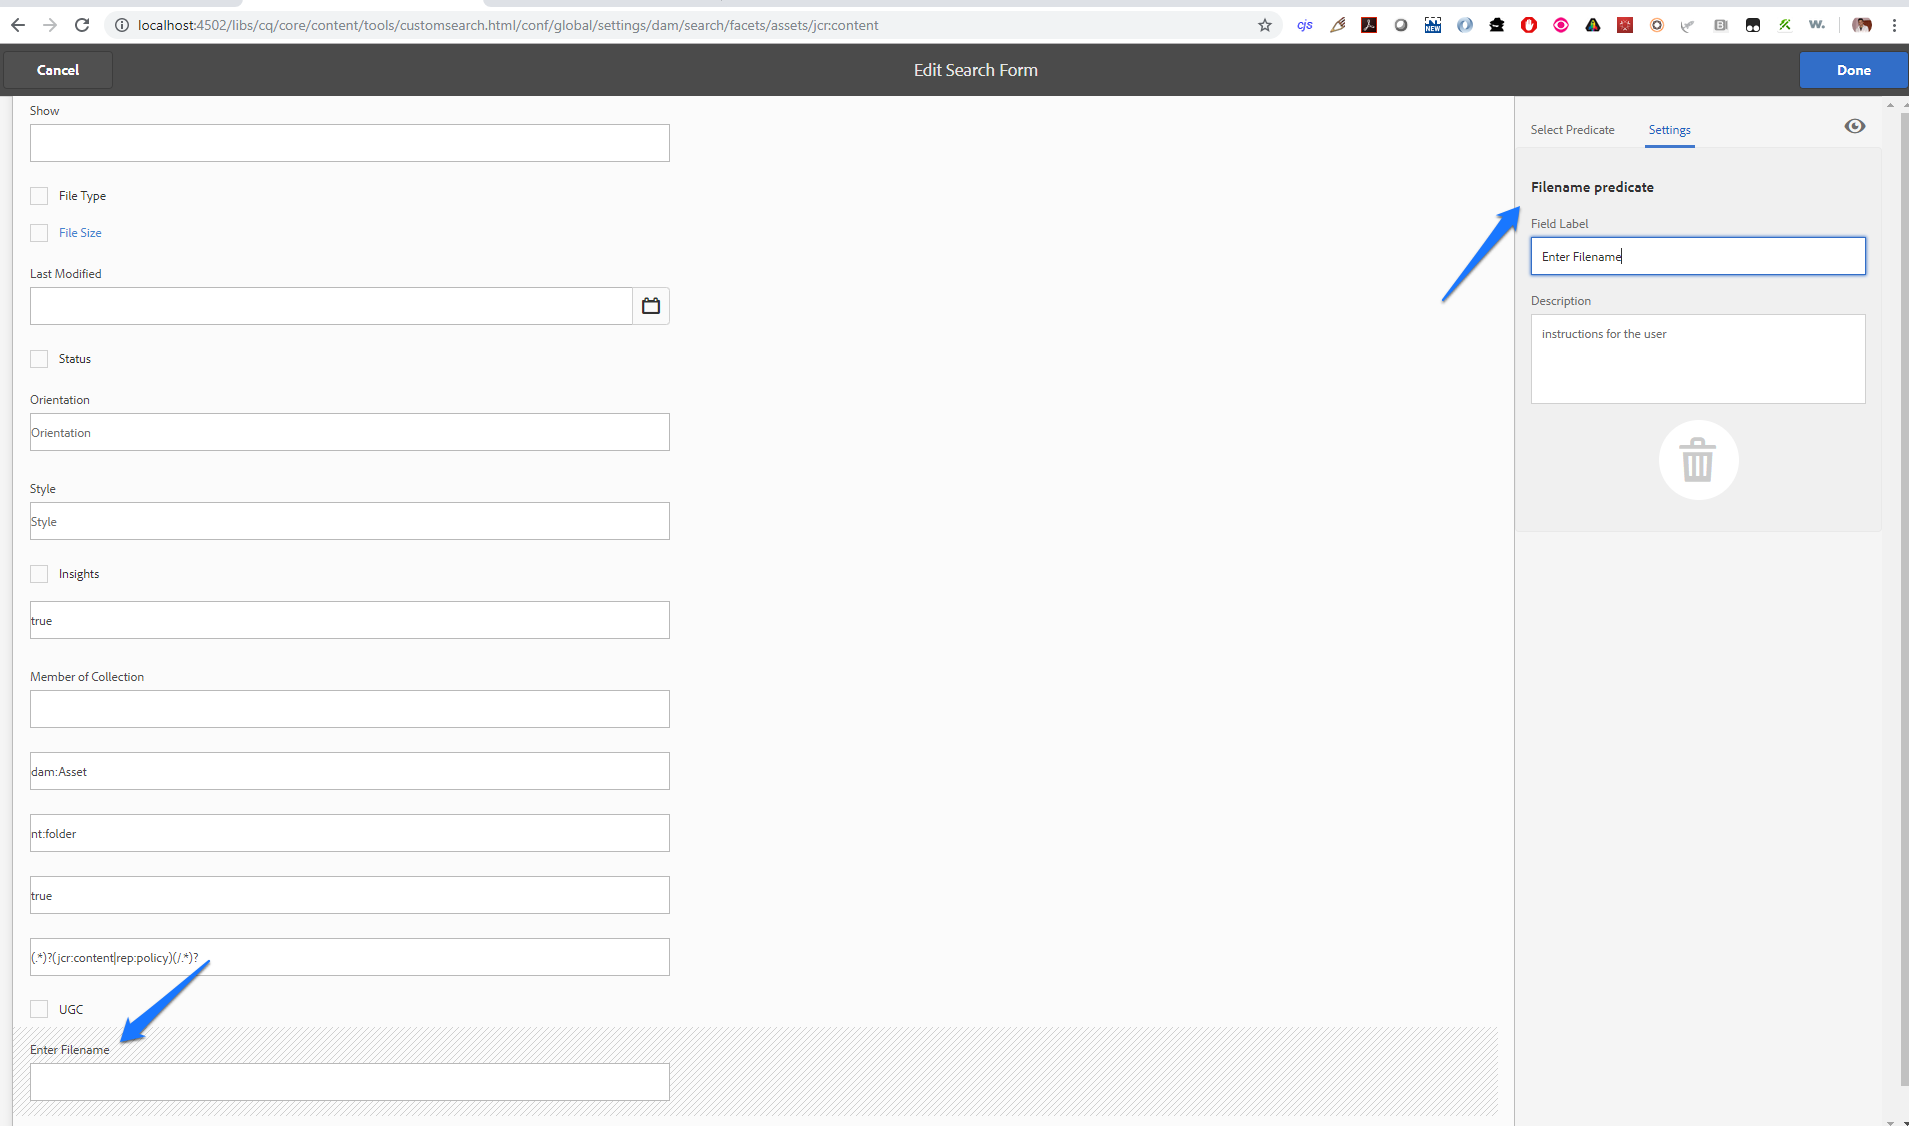 localhost:4502/libs/cq/core/content/tools/customsearch.html/conf/global/settings/dam/search/facets/assets/jcr:content
cjs
NEW
w.
Cancel
Edit Search Form
Done
Show
File Type
File Size
Last Modified
Status
Orientation
Orientation
Style
Style
Insights
true
Member of Collection
dam:Asset
nt:folder
true
(.*)?(jcr:content|rep:policy)(/.*)?
UGC
Enter Filename
Select Predicate
Settings
Filename predicate
Field Label
Enter Filename
Description
instructions for the user